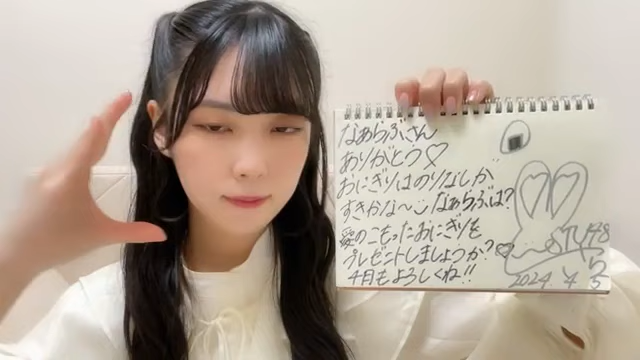 なぁらぶさん
ありがとう♡
おにぎりはのりなしが
すきかな〜 なぁらぶは?
愛のこもったおにぎりを
プレゼントしましょうか?♡
4月もよろしくね!!
STU48
2024 4/5